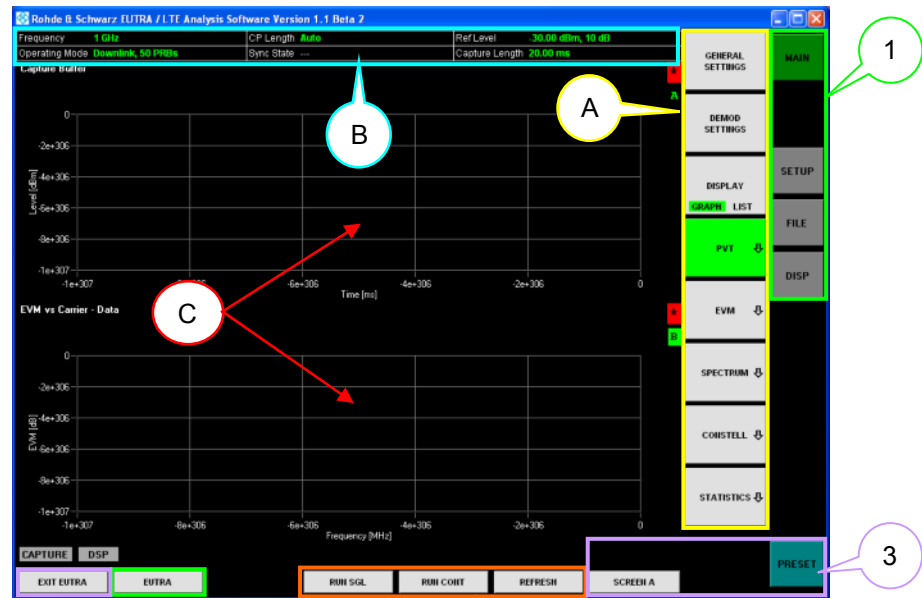 Rohde & Schwarz EUTRA / LTE Analysis Software Version 1.1 Beta 2
Frequency 1 GHz CP Length Auto Ref Level -30.00 dBm, 10 dB
Operating Mode Downlink, 50 PRBs Sync State --- Capture Length 20.00 ms
Capture Buffer
A
B
C
1
3
GENERAL SETTINGS
DEMOD SETTINGS
DISPLAY
GRAPH LIST
PVT
EVM
SPECTRUM
CONSTELL
STATISTICS
MAIN
SETUP
FILE
DISP
PRESET
*
A
Level [dBm]
0
-2e+306
-4e+306
-6e+306
-8e+306
-1e+307
-1e+307 -6e+306 -4e+306 -2e+306 0
Time [ms]
EVM vs Carrier - Data
*
B
EVM [dB]
0
-2e+306
-4e+306
-6e+306
-8e+306
-1e+307
-1e+307 -8e+306 -6e+306 -4e+306 -2e+306 0
Frequency [MHz]
CAPTURE DSP
EXIT EUTRA EUTRA RUN SGL RUN CONT REFRESH SCREEN A